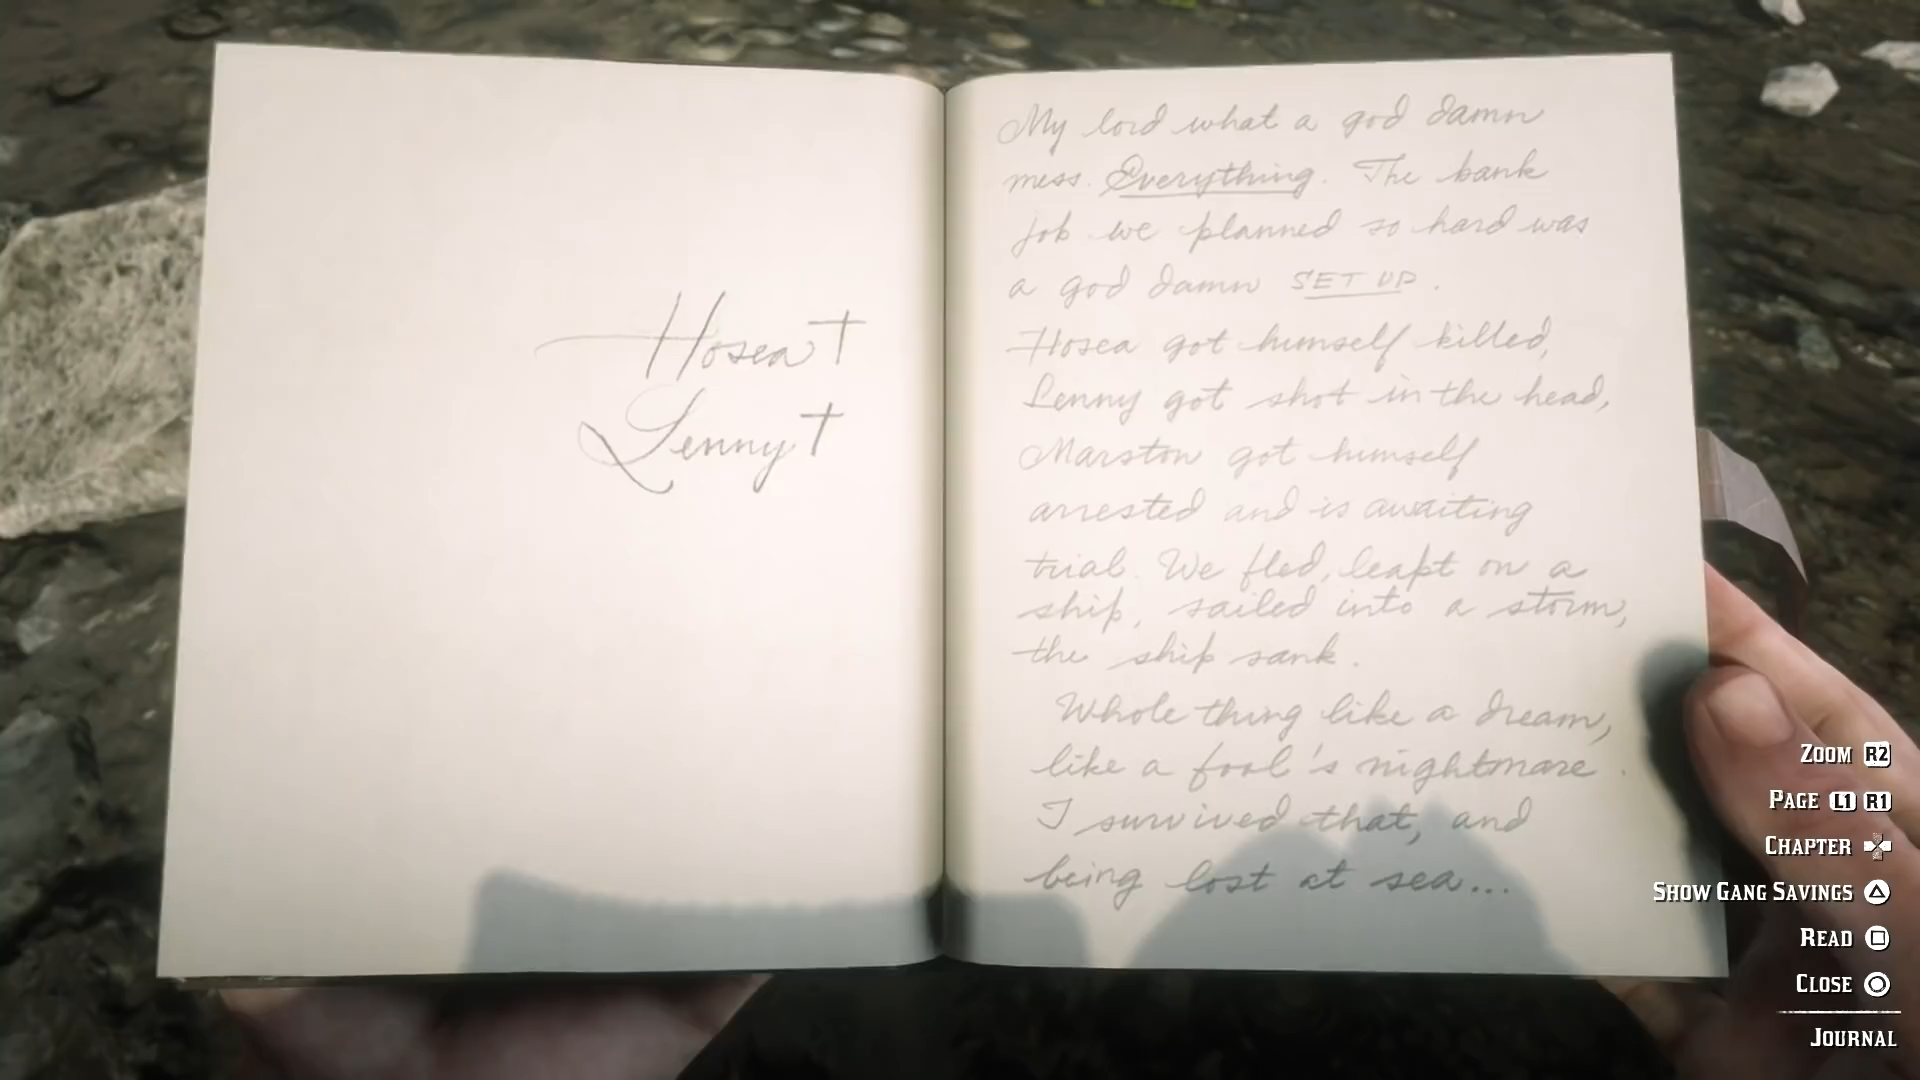 Hosea †
Lenny †
My lord what a god damn
mess. Everything. The bank
job we planned so hard was
a god damn SET UP.
Hosea got himself killed,
Lenny got shot in the head,
Marston got himself
arrested and is awaiting
trial. We fled, leapt on a
ship, sailed into a storm,
the ship sank.
Whole thing like a dream,
like a fool's nightmare.
I survived that, and
being lost at sea...
ZOOM R2
PAGE L1 R1
CHAPTER
SHOW GANG SAVINGS
READ
CLOSE
JOURNAL